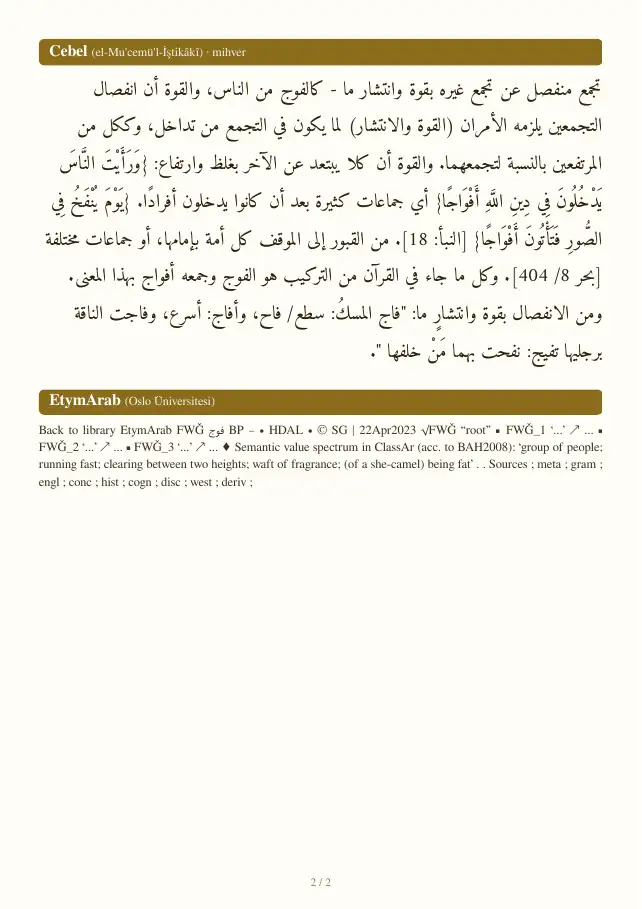 Cebel (el-Mu'cemü'l-İştikâkî) · mihver
تجمع منفصل عن تجمع غيره بقوة وانتشار ما - كالفوج من الناس، والقوة أن انفصال
التجمعين يلزمه الأمران (القوة والانتشار) لما يكون في التجمع من تداخل، وككل من
المرتفعين بالنسبة لتجمعهما. والقوة أن كلا يبتعد عن الآخر بغلظ وارتفاع: {وَرَأَيْتَ النَّاسَ
يَدْخُلُونَ فِي دِينِ اللَّهِ أَفْوَاجًا} أي جماعات كثيرة بعد أن كانوا يدخلون أفرادًا. {يَوْمَ يُنْفَخُ فِي
الصُّورِ فَتَأْتُونَ أَفْوَاجًا} [النبأ: 18]. من القبور إلى الموقف كل أمة بإمامها، أو جماعات مختلفة
[بحر 8/ 404]. وكل ما جاء في القرآن من التركيب هو الفوج وجمعه أفواج بهذا المعنى.
ومن الانفصال بقوة وانتشارٍ ما: "فاج المسكُ: سطع/ فاح، وأفاج: أسرع، وفاجت الناقة
برجليها تفيج: نفحت بهما مَنْ خلفها ".
EtymArab (Oslo Üniversitesi)
Back to library EtymArab FWǦ فوج BP – • HDAL • © SG | 22Apr2023 √FWǦ “root” ▪ FWǦ_1 ‘...’ ↗ ... ▪
FWǦ_2 ‘...’ ↗ ... ▪ FWǦ_3 ‘...’ ↗ ... ♦ Semantic value spectrum in ClassAr (acc. to BAH2008): ‘group of people;
running fast; clearing between two heights; waft of fragrance; (of a she-camel) being fat’ . . Sources ; meta ; gram ;
engl ; conc ; hist ; cogn ; disc ; west ; deriv ;
2 / 2